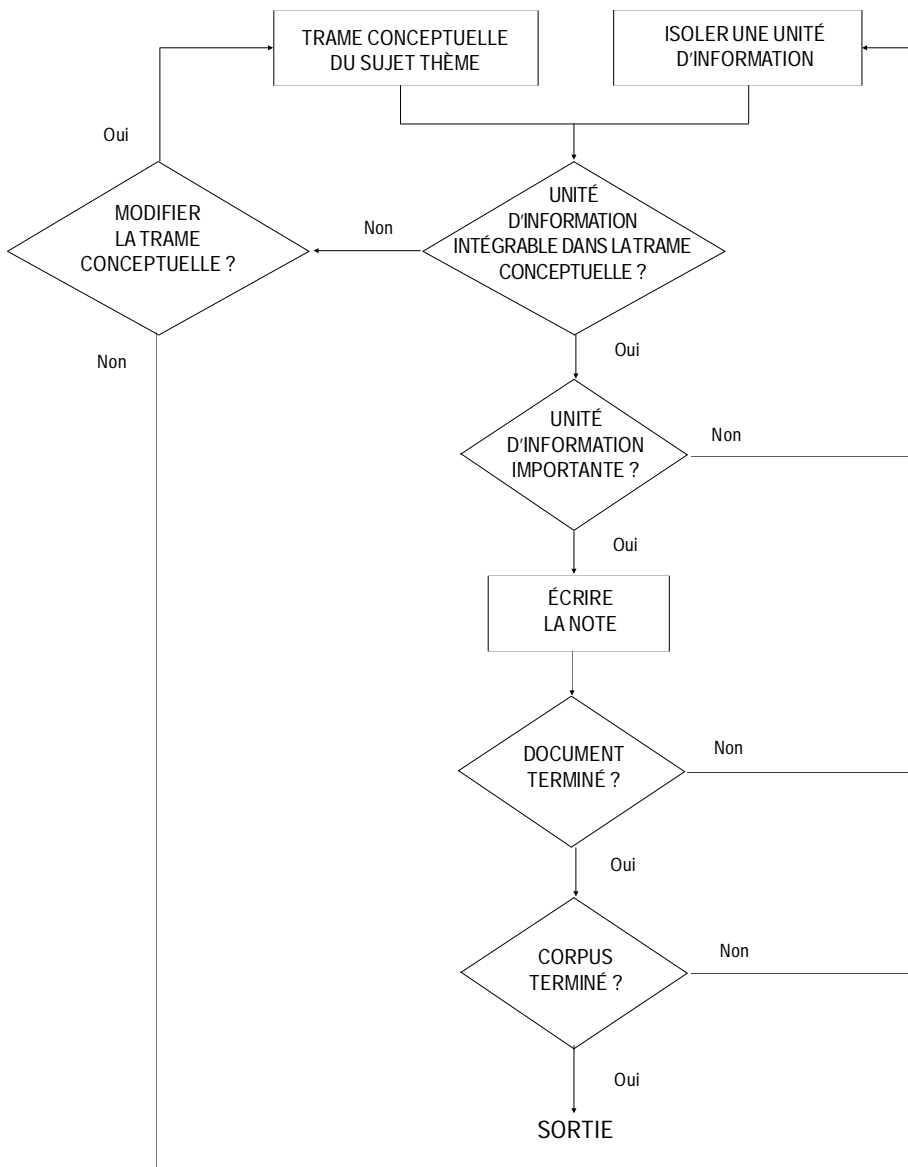 TRAME CONCEPTUELLE
DU SUJET THÈME
ISOLER UNE UNITÉ
D'INFORMATION
Oui
MODIFIER
LA TRAME
CONCEPTUELLE ?
Non
UNITÉ
D'INFORMATION
INTÉGRABLE DANS LA TRAME
CONCEPTUELLE ?
Non
Oui
UNITÉ
D'INFORMATION
IMPORTANTE ?
Non
Oui
ÉCRIRE
LA NOTE
DOCUMENT
TERMINÉ ?
Non
Oui
CORPUS
TERMINÉ ?
Non
Oui
SORTIE